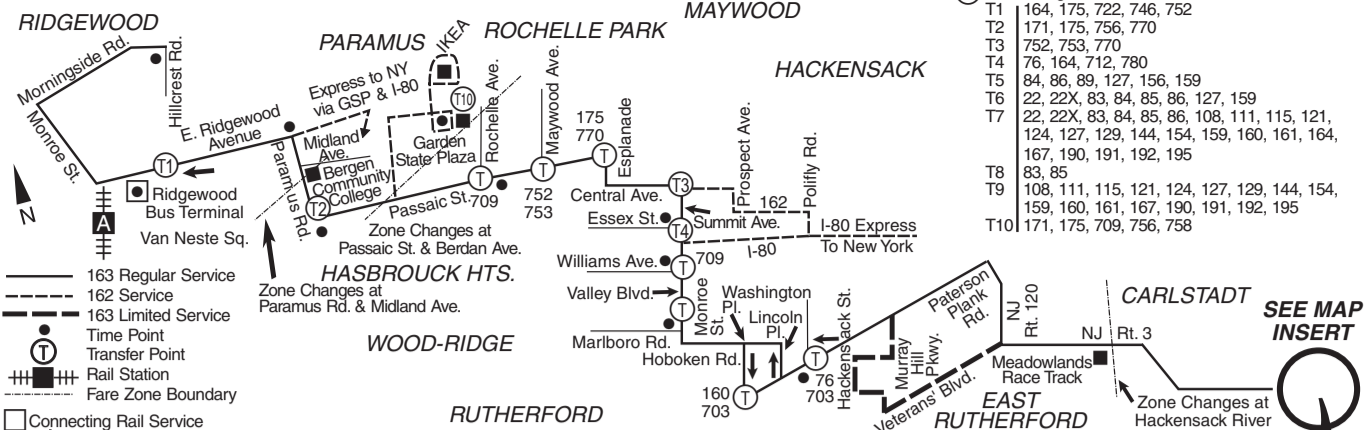 RIDGEWOOD
Morningside Rd.
Monroe St.
Hillcrest Rd.
E. Ridgewood
Avenue
T1
Ridgewood
Bus Terminal
Van Neste Sq.
A
N
PARAMUS
IKEA
Express to NY
via GSP & I-80
T10
Garden
State Plaza
Midland
Ave.
Bergen
Community
College
Paramus Rd.
T2
Passaic St.
Zone Changes at
Passaic St. & Berdan Ave.
Zone Changes at
Paramus Rd. & Midland Ave.
ROCHELLE PARK
Rochelle Ave.
T
709
Maywood Ave.
T
752
753
MAYWOOD
175
770
T
Esplanade
HACKENSACK
Central Ave.
T3
Prospect Ave.
Polifly Rd.
162
Essex St.
Summit Ave.
T4
709
I-80
I-80 Express
To New York
Williams Ave.
T
HASBROUCK HTS.
Valley Blvd.
T
Monroe
St.
Marlboro Rd.
Washington
Pl.
Lincoln
Pl.
Hoboken Rd.
WOOD-RIDGE
T
160
703
Hackensack St.
T
76
703
Hackensack St.
Murray
Hill
Pkwy.
Paterson
Plank
Rd.
Veterans' Blvd.
NJ
Rt. 120
RUTHERFORD
EAST
RUTHERFORD
NJ Rt. 3
Meadowlands
Race Track
CARLSTADT
Zone Changes at
Hackensack River
SEE MAP
INSERT
163 Regular Service
162 Service
163 Limited Service
Time Point
T Transfer Point
Rail Station
Fare Zone Boundary
Connecting Rail Service
T1 164, 175, 722, 746, 752
T2 171, 175, 756, 770
T3 752, 753, 770
T4 76, 164, 712, 780
T5 84, 86, 89, 127, 156, 159
T6 22, 22X, 83, 84, 85, 86, 127, 159
T7 22, 22X, 83, 84, 85, 86, 108, 111, 115, 121,
124, 127, 129, 144, 154, 159, 160, 161, 164,
167, 190, 191, 192, 195
T8 83, 85
T9 108, 111, 115, 121, 124, 127, 129, 144, 154,
159, 160, 161, 167, 190, 191, 192, 195
T10 171, 175, 709, 756, 758